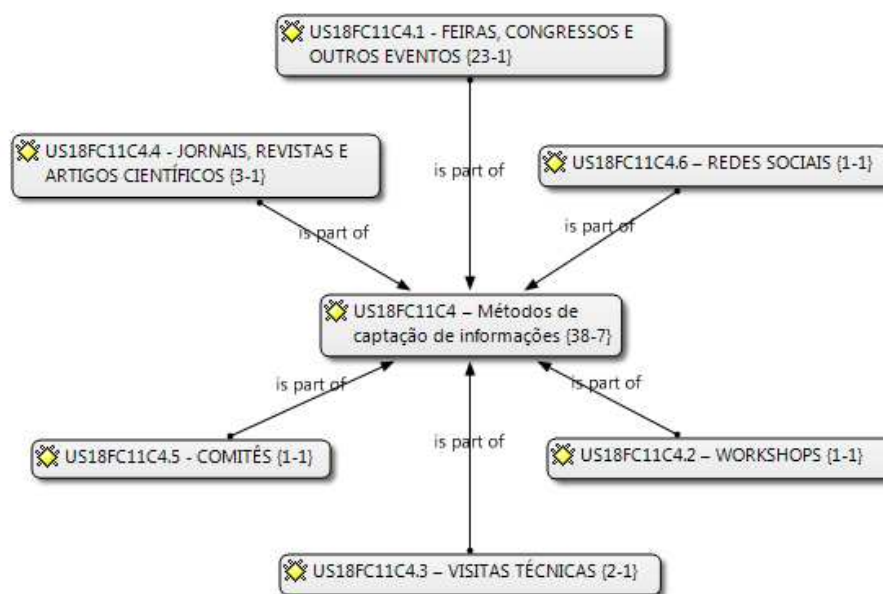 US18FC11C4.1 - FEIRAS, CONGRESSOS E
OUTROS EVENTOS {23-1}
US18FC11C4.4 - JORNAIS, REVISTAS E
ARTIGOS CIENTÍFICOS {3-1}
is part of
US18FC11C4.6 – REDES SOCIAIS {1-1}
is part of
is part of
US18FC11C4 – Métodos de
captação de informações {38-7}
is part of
is part of
is part of
US18FC11C4.5 - COMITÊS {1-1}
US18FC11C4.2 – WORKSHOPS {1-1}
US18FC11C4.3 – VISITAS TÉCNICAS {2-1}